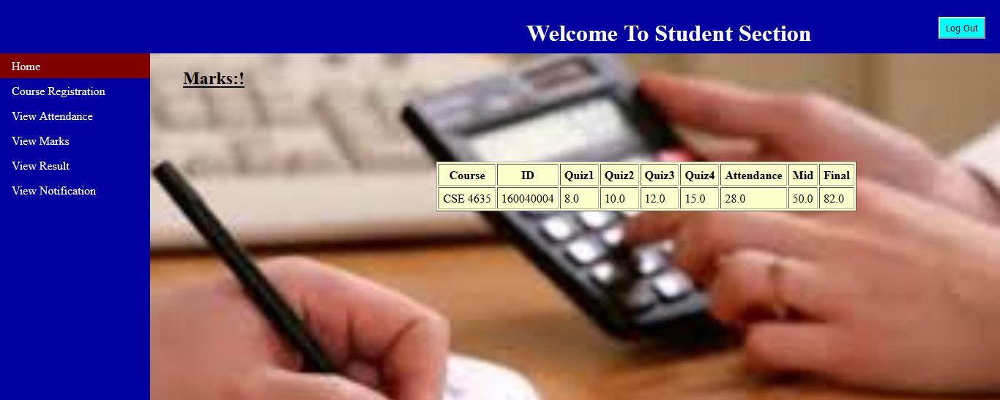 Welcome To Student Section
Log Out
Home
Course Registration
View Attendance
View Marks
View Result
View Notification
Marks:!
Course ID Quiz1 Quiz2 Quiz3 Quiz4 Attendance Mid Final
CSE 4635 160040004 8.0 10.0 12.0 15.0 28.0 50.0 82.0